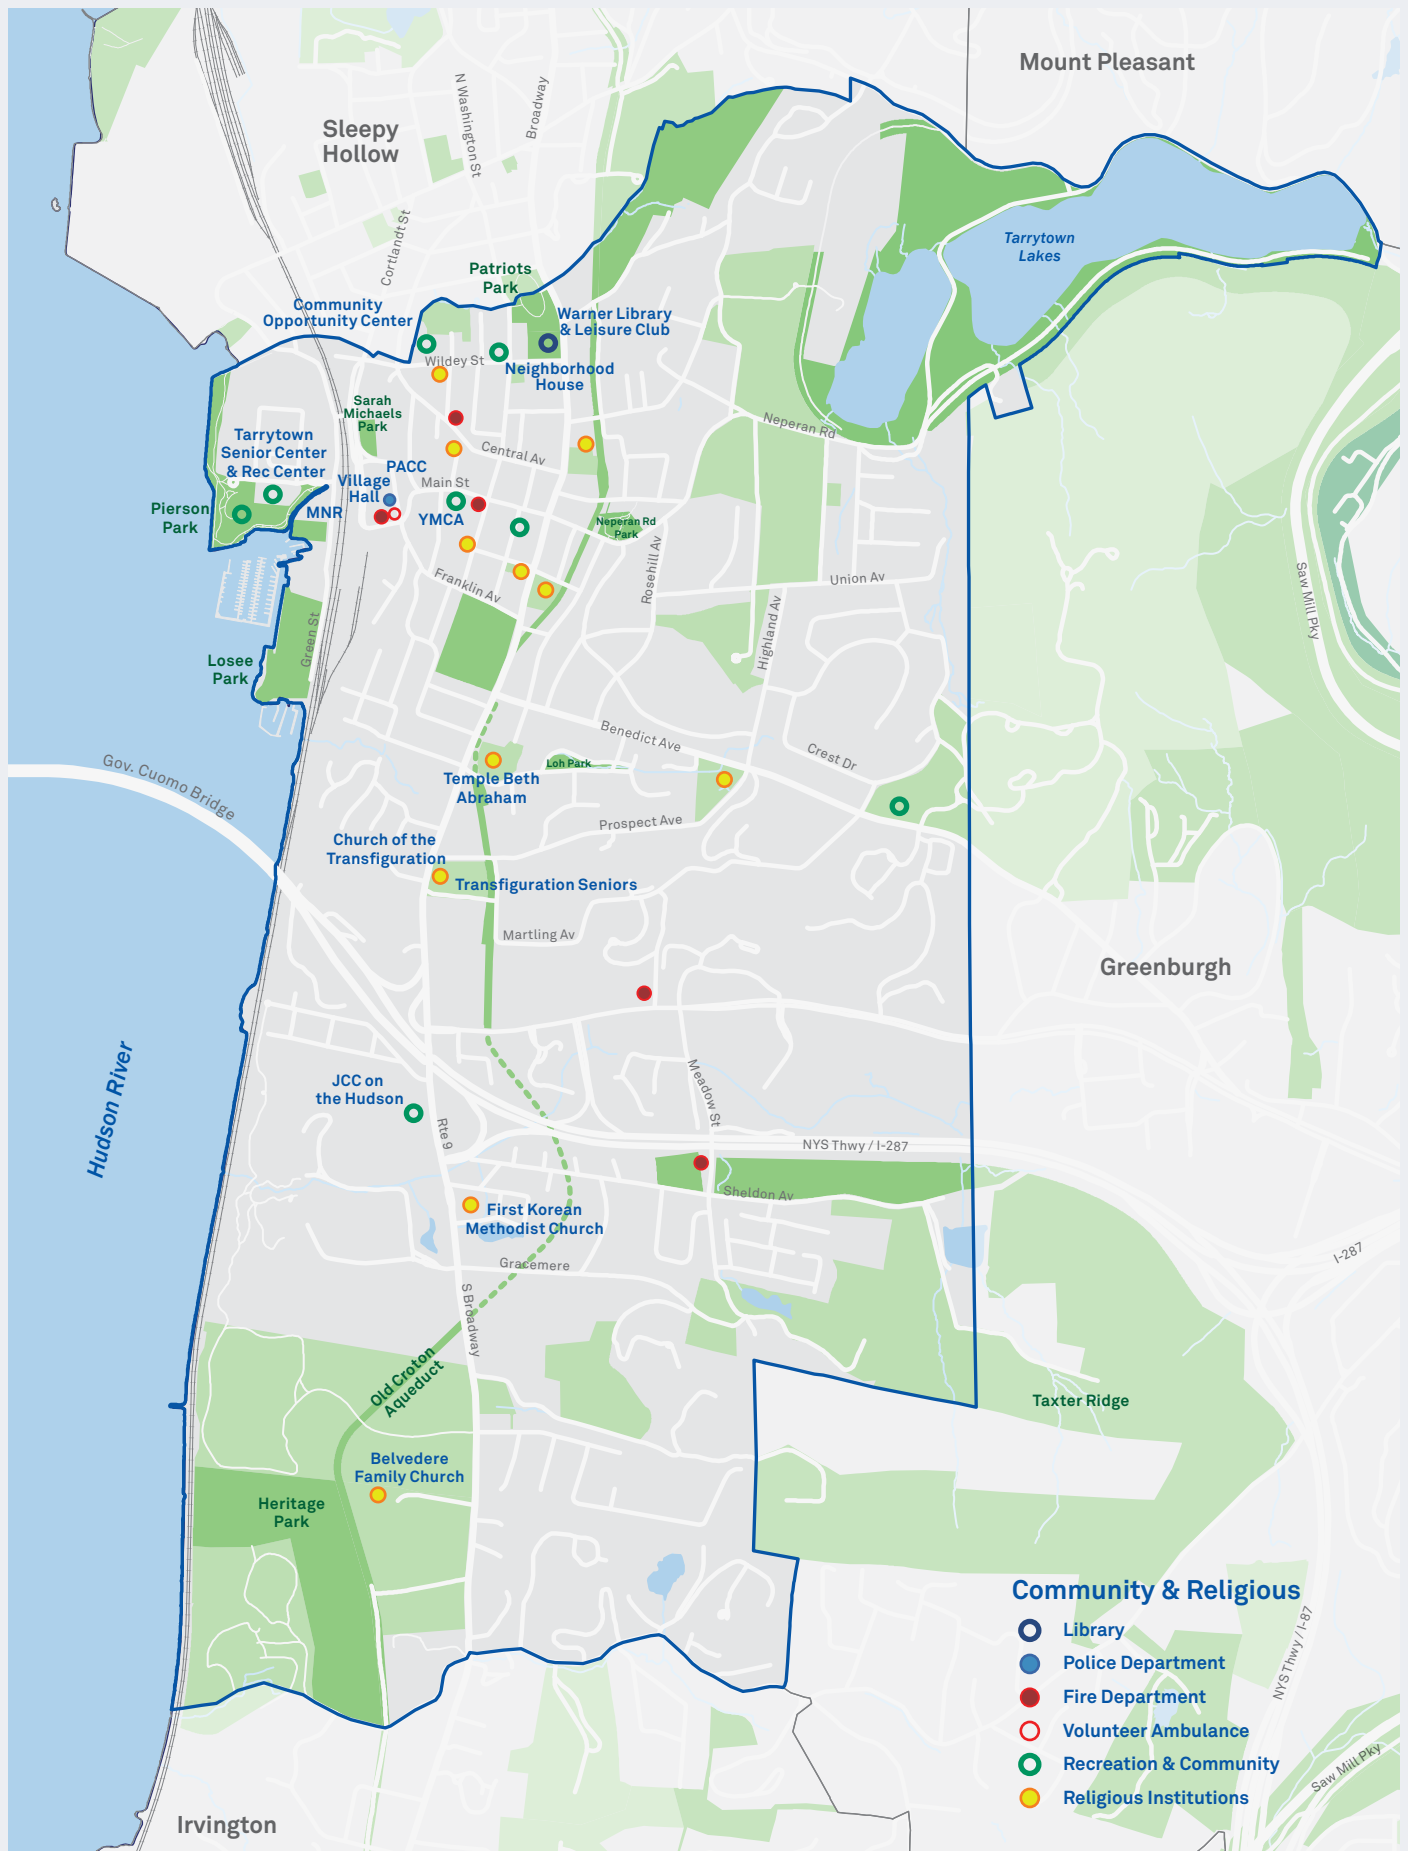 Mount Pleasant
Sleepy
Hollow
N Washington St
Broadway
Cortlandt St
Tarrytown
Lakes
Patriots
Park
Community
Opportunity Center
Warner Library
& Leisure Club
Wildey St
Neighborhood
House
Sarah
Michaels
Park
Neperan Rd
Tarrytown
Senior Center
& Rec Center
Central Av
PACC
Village
Hall
Main St
Pierson
Park
MNR
YMCA
Neperan Rd
Park
Rosehill Av
Franklin Av
Union Av
Saw Mill Pky
Green St
Highland Av
Losee
Park
Benedict Ave
Crest Dr
Gov. Cuomo Bridge
Loh Park
Temple Beth
Abraham
Prospect Ave
Church of the
Transfiguration
Transfiguration Seniors
Martling Av
Greenburgh
Hudson River
JCC on
the Hudson
Meadow St
Rte 9
NYS Thwy / I-287
Sheldon Av
First Korean
Methodist Church
Gracemere
I-287
S Broadway
Old Croton
Aqueduct
Taxter Ridge
Belvedere
Family Church
Heritage
Park
Community & Religious
Library
Police Department
Fire Department
Volunteer Ambulance
Recreation & Community
Religious Institutions
NYS Thwy / I-87
Saw Mill Pky
Irvington